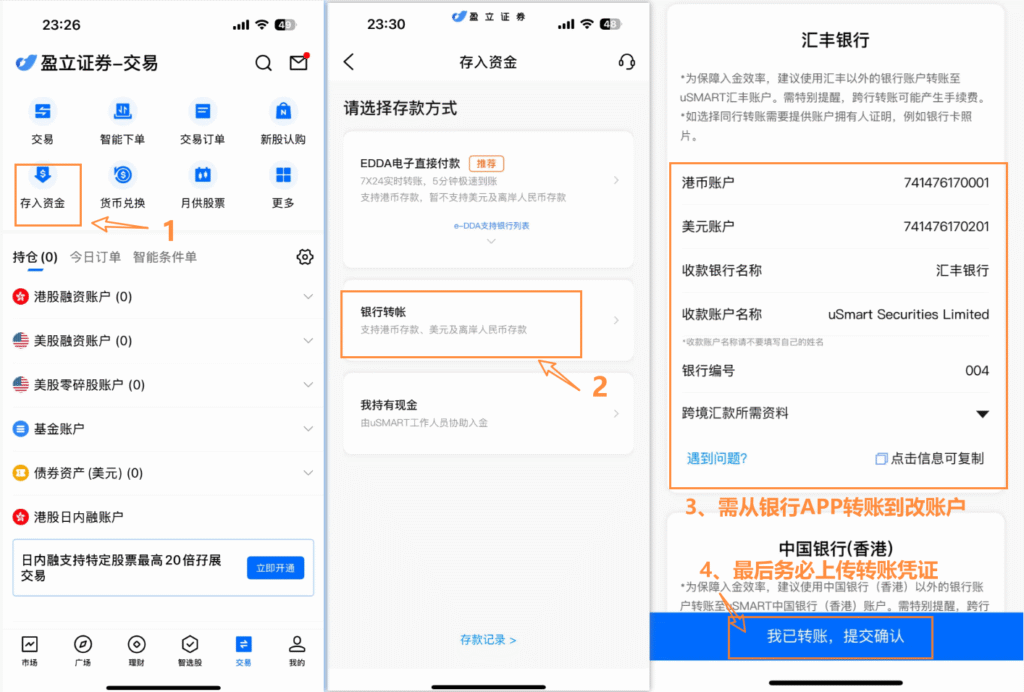 23:26
48
盈立证券-交易
交易
智能下单
交易订单
新股认购
存入资金
货币兑换
月供股票
更多
1
持仓(0) 今日订单 智能条件单
港股融资账户 (0)
美股融资账户 (0)
美股零碎股账户 (0)
基金账户
债券资产(美元) (0)
港股日内融账户
日内融支持特定股票最高20倍孖展
交易
立即开通
市场
广场
理财
智选股
交易
我的
23:30
盈立证券
48
存入资金
请选择存款方式
EDDA电子直接付款 推荐
7X24实时转账，5分钟极速到账
支持港币存款，暂不支持美元及离岸人民币存款
e-DDA支持银行列表
银行转帐
支持港币存款、美元及离岸人民币存款
2
我持有现金
由uSMART工作人员协助入金
存款记录 >
汇丰银行
*为保障入金效率，建议使用汇丰以外的银行账户转账至
uSMART汇丰账户。需特别提醒，跨行转账可能产生手续费。
*如选择同行转账需要提供账户拥有人证明，例如银行卡照
片。
港币账户 741476170001
美元账户 741476170201
收款银行名称 汇丰银行
收款账户名称 uSmart Securities Limited
*收款账户名称请不要填写自己的姓名
银行编号 004
跨境汇款所需资料
遇到问题? 点击信息可复制
3、需从银行APP转账到改账户
中国银行(香港)
4、最后务必上传转账凭证
*为保障入金效率，建议使用中国银行（香港）以外的银行账
户转账至uSMART中国银行（香港）账户。需特别提醒，跨行
我已转账，提交确认